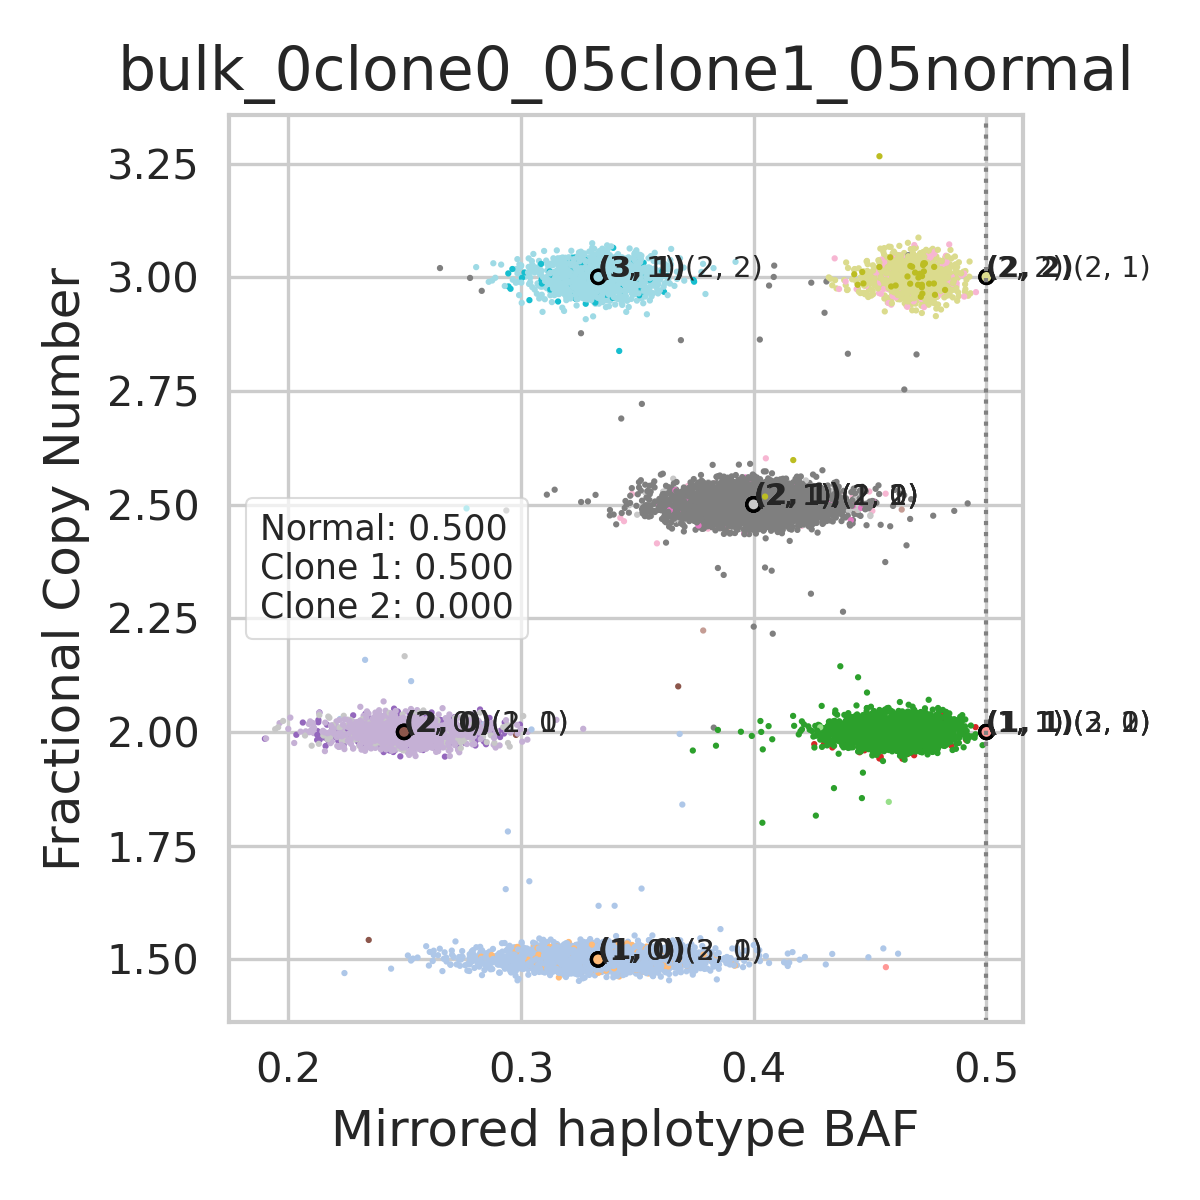 bulk_0clone0_05clone1_05normal
3.25
3.00
2.75
2.50
2.25
2.00
1.75
1.50
Fractional Copy Number
(3, 1)(2, 2)
(2, 2)(2, 1)
(2, 1)
Normal: 0.500
Clone 1: 0.500
Clone 2: 0.000
(2, 0)
(1, 1)
(1, 0)
0.2
0.3
0.4
0.5
Mirrored haplotype BAF